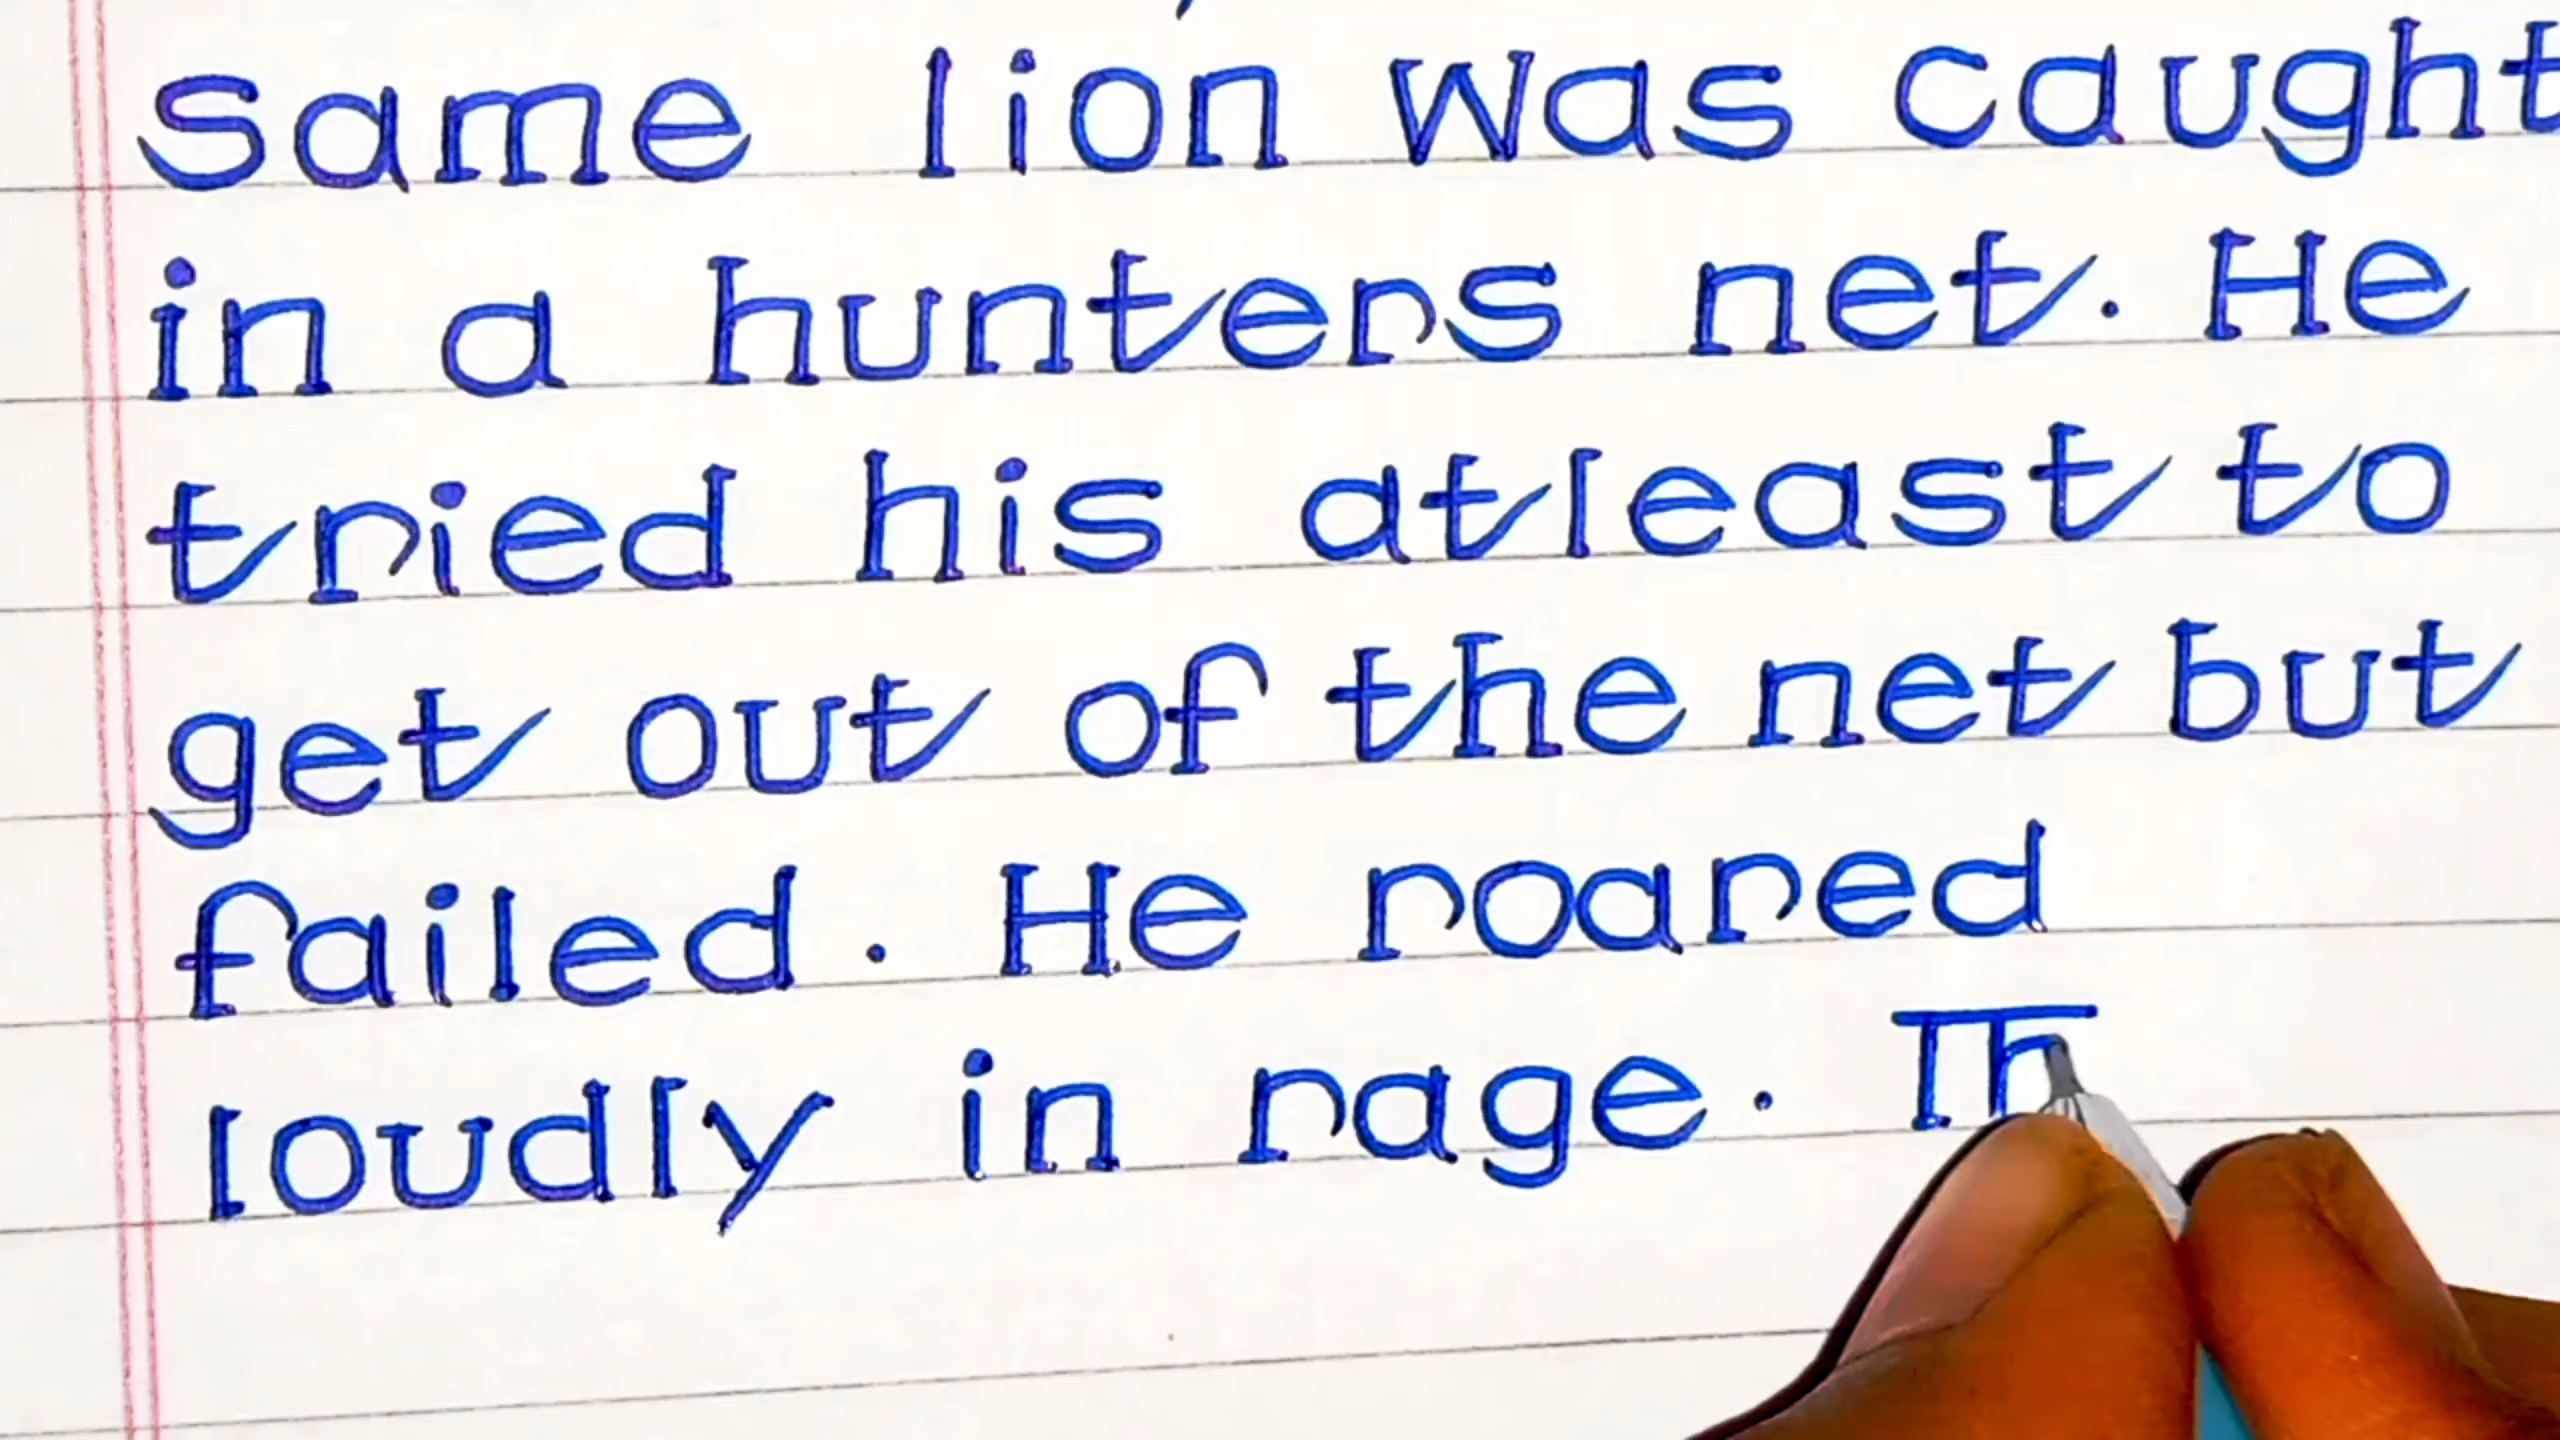 same lion was caught
in a hunters net. He
tried his atleast to
get out of the net but
failed. He roared
loudly in rage. Th